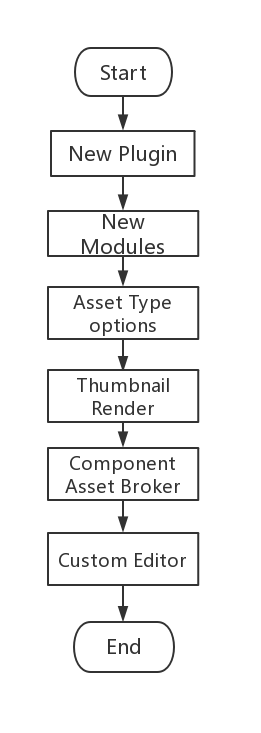 Start
New Plugin
New
Modules
Asset Type
options
Thumbnail
Render
Component
Asset Broker
Custom Editor
End